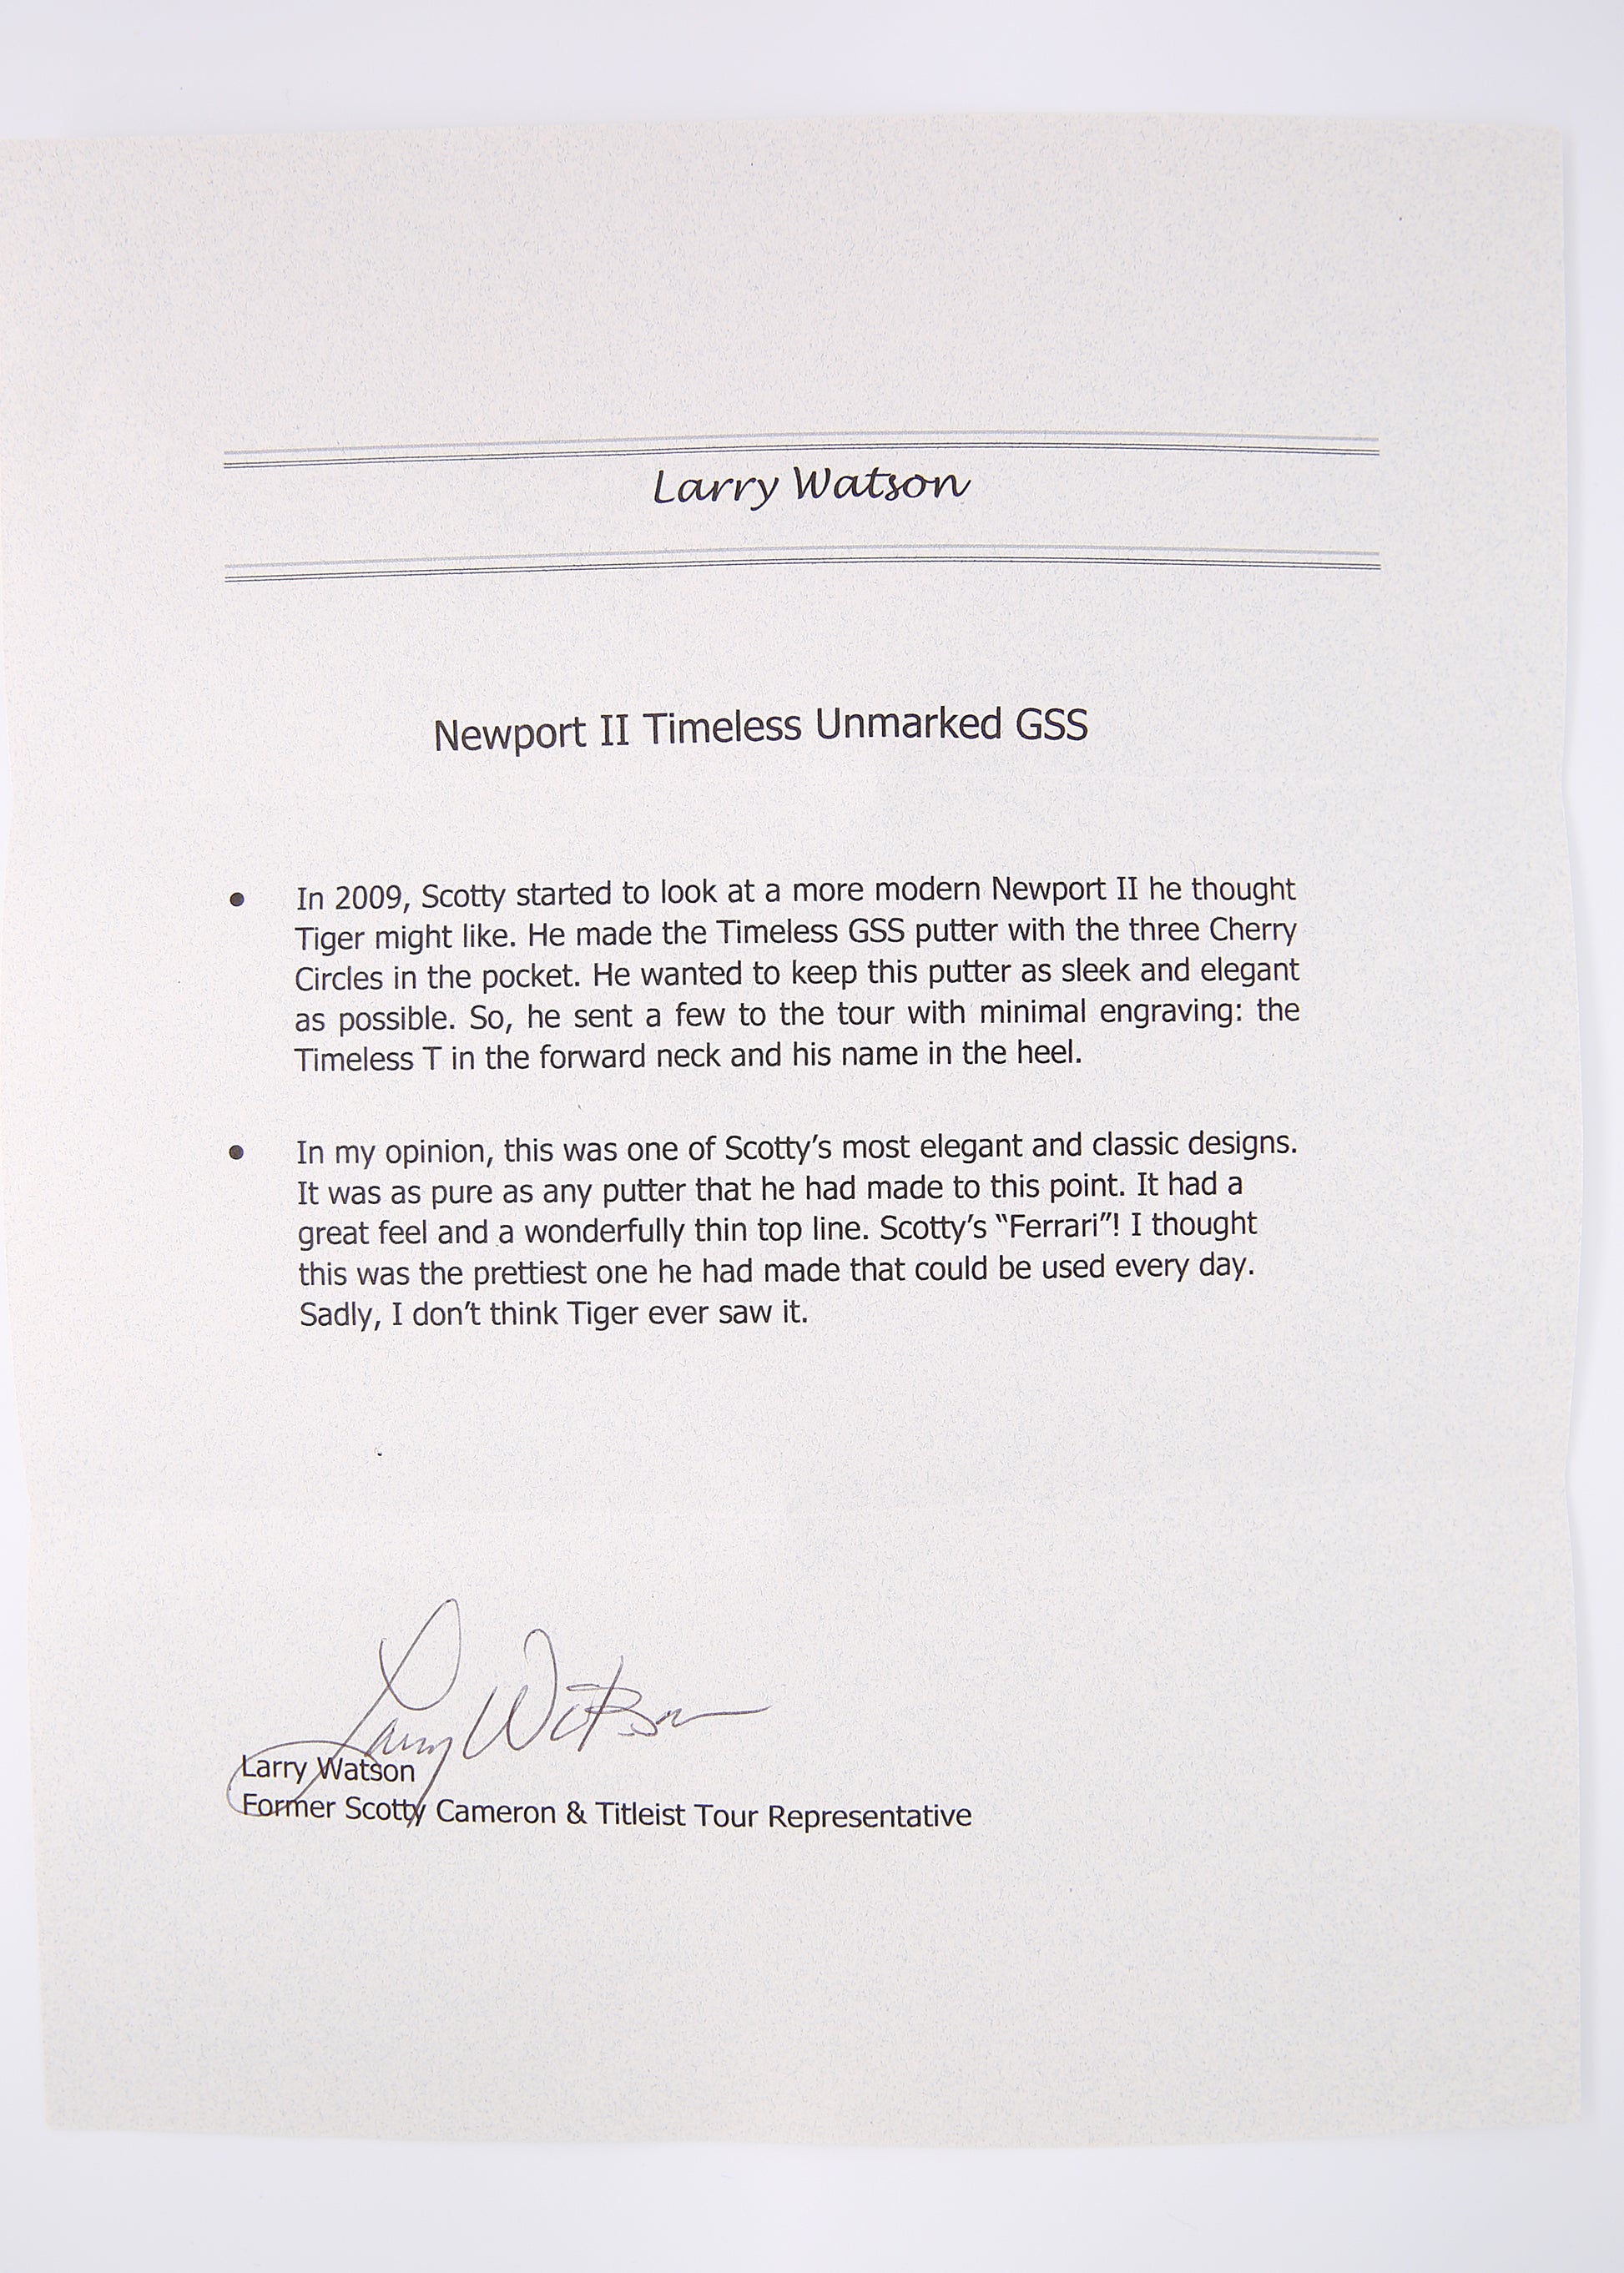 Larry Watson
Newport II Timeless Unmarked GSS
• In 2009, Scotty started to look at a more modern Newport II he thought
Tiger might like. He made the Timeless GSS putter with the three Cherry
Circles in the pocket. He wanted to keep this putter as sleek and elegant
as possible. So, he sent a few to the tour with minimal engraving: the
Timeless T in the forward neck and his name in the heel.
• In my opinion, this was one of Scotty's most elegant and classic designs.
It was as pure as any putter that he had made to this point. It had a
great feel and a wonderfully thin top line. Scotty's "Ferrari"! I thought
this was the prettiest one he had made that could be used every day.
Sadly, I don't think Tiger ever saw it.
Larry Watson
Larry Watson
Former Scotty Cameron & Titleist Tour Representative